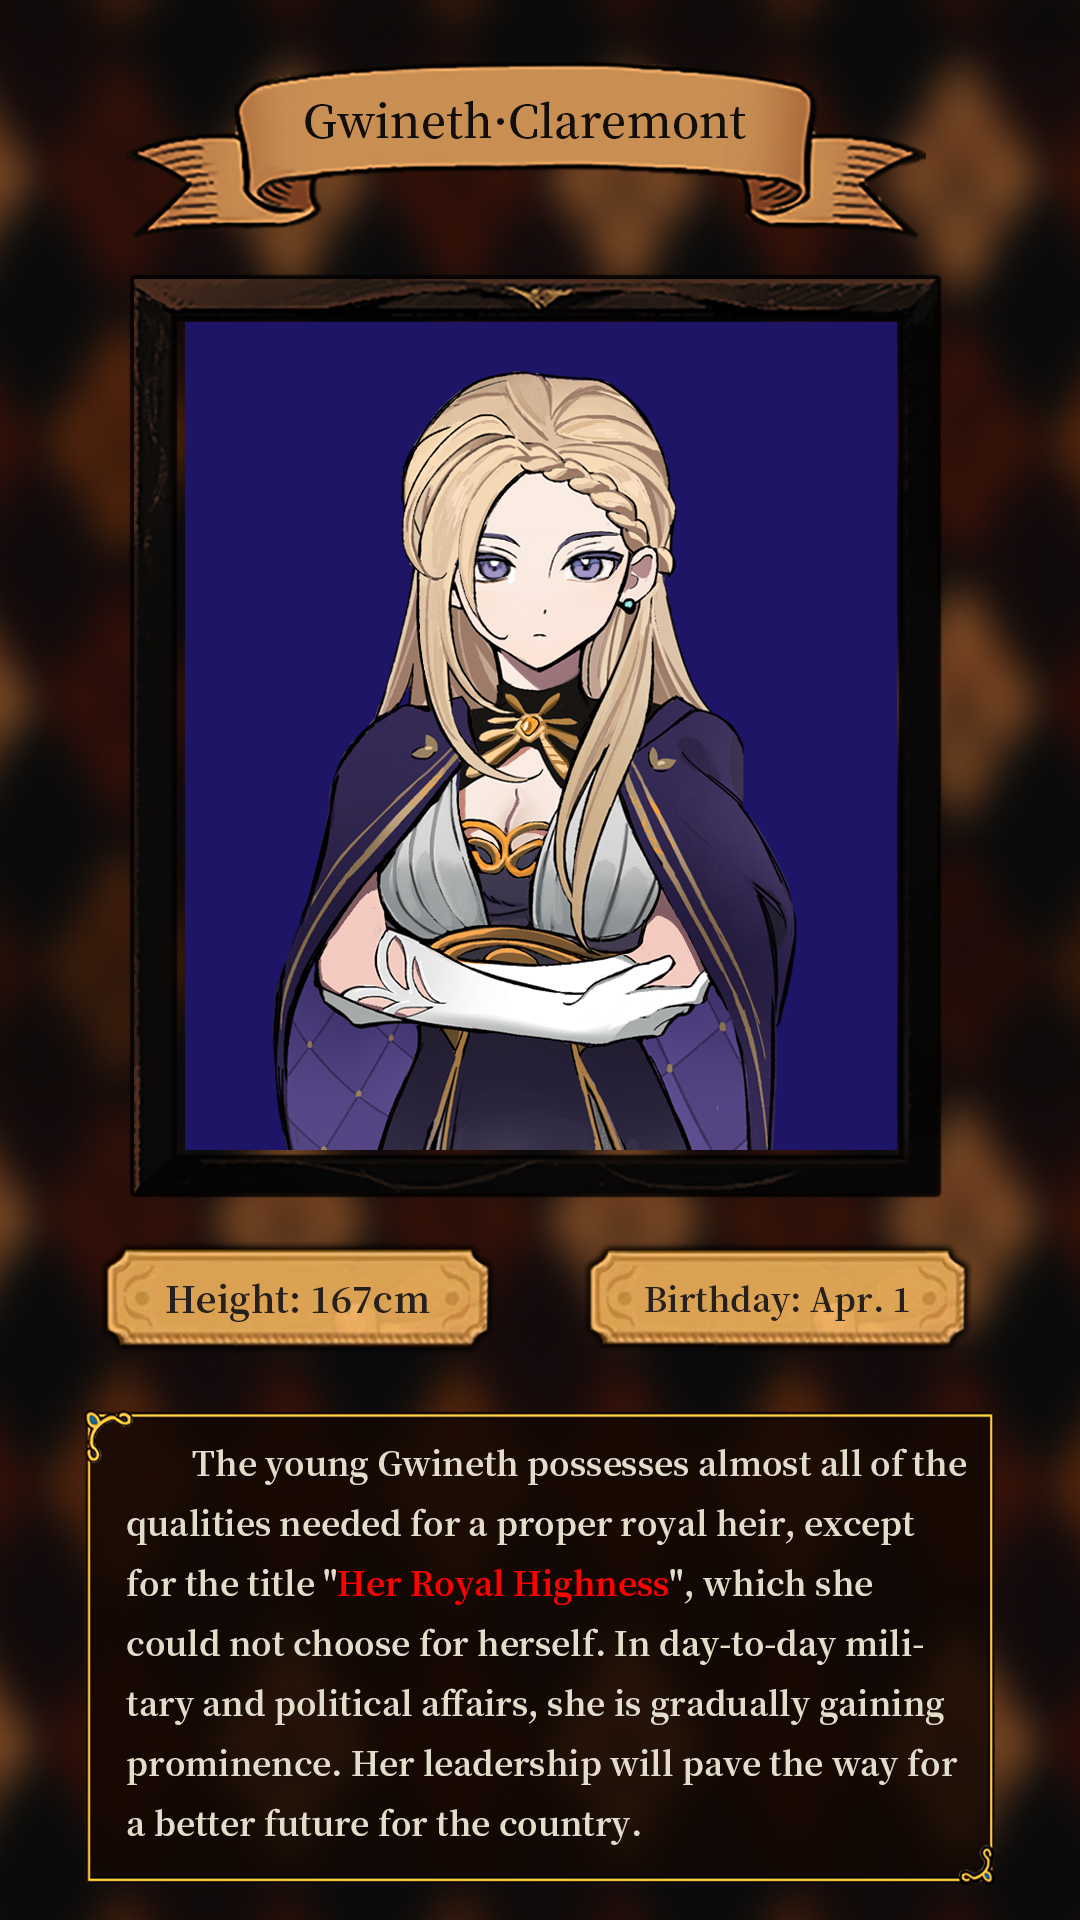 Gwineth·Claremont
Height: 167cm
Birthday: Apr. 1
The young Gwineth possesses almost all of the
qualities needed for a proper royal heir, except
for the title "Her Royal Highness", which she
could not choose for herself. In day-to-day mili-
tary and political affairs, she is gradually gaining
prominence. Her leadership will pave the way for
a better future for the country.